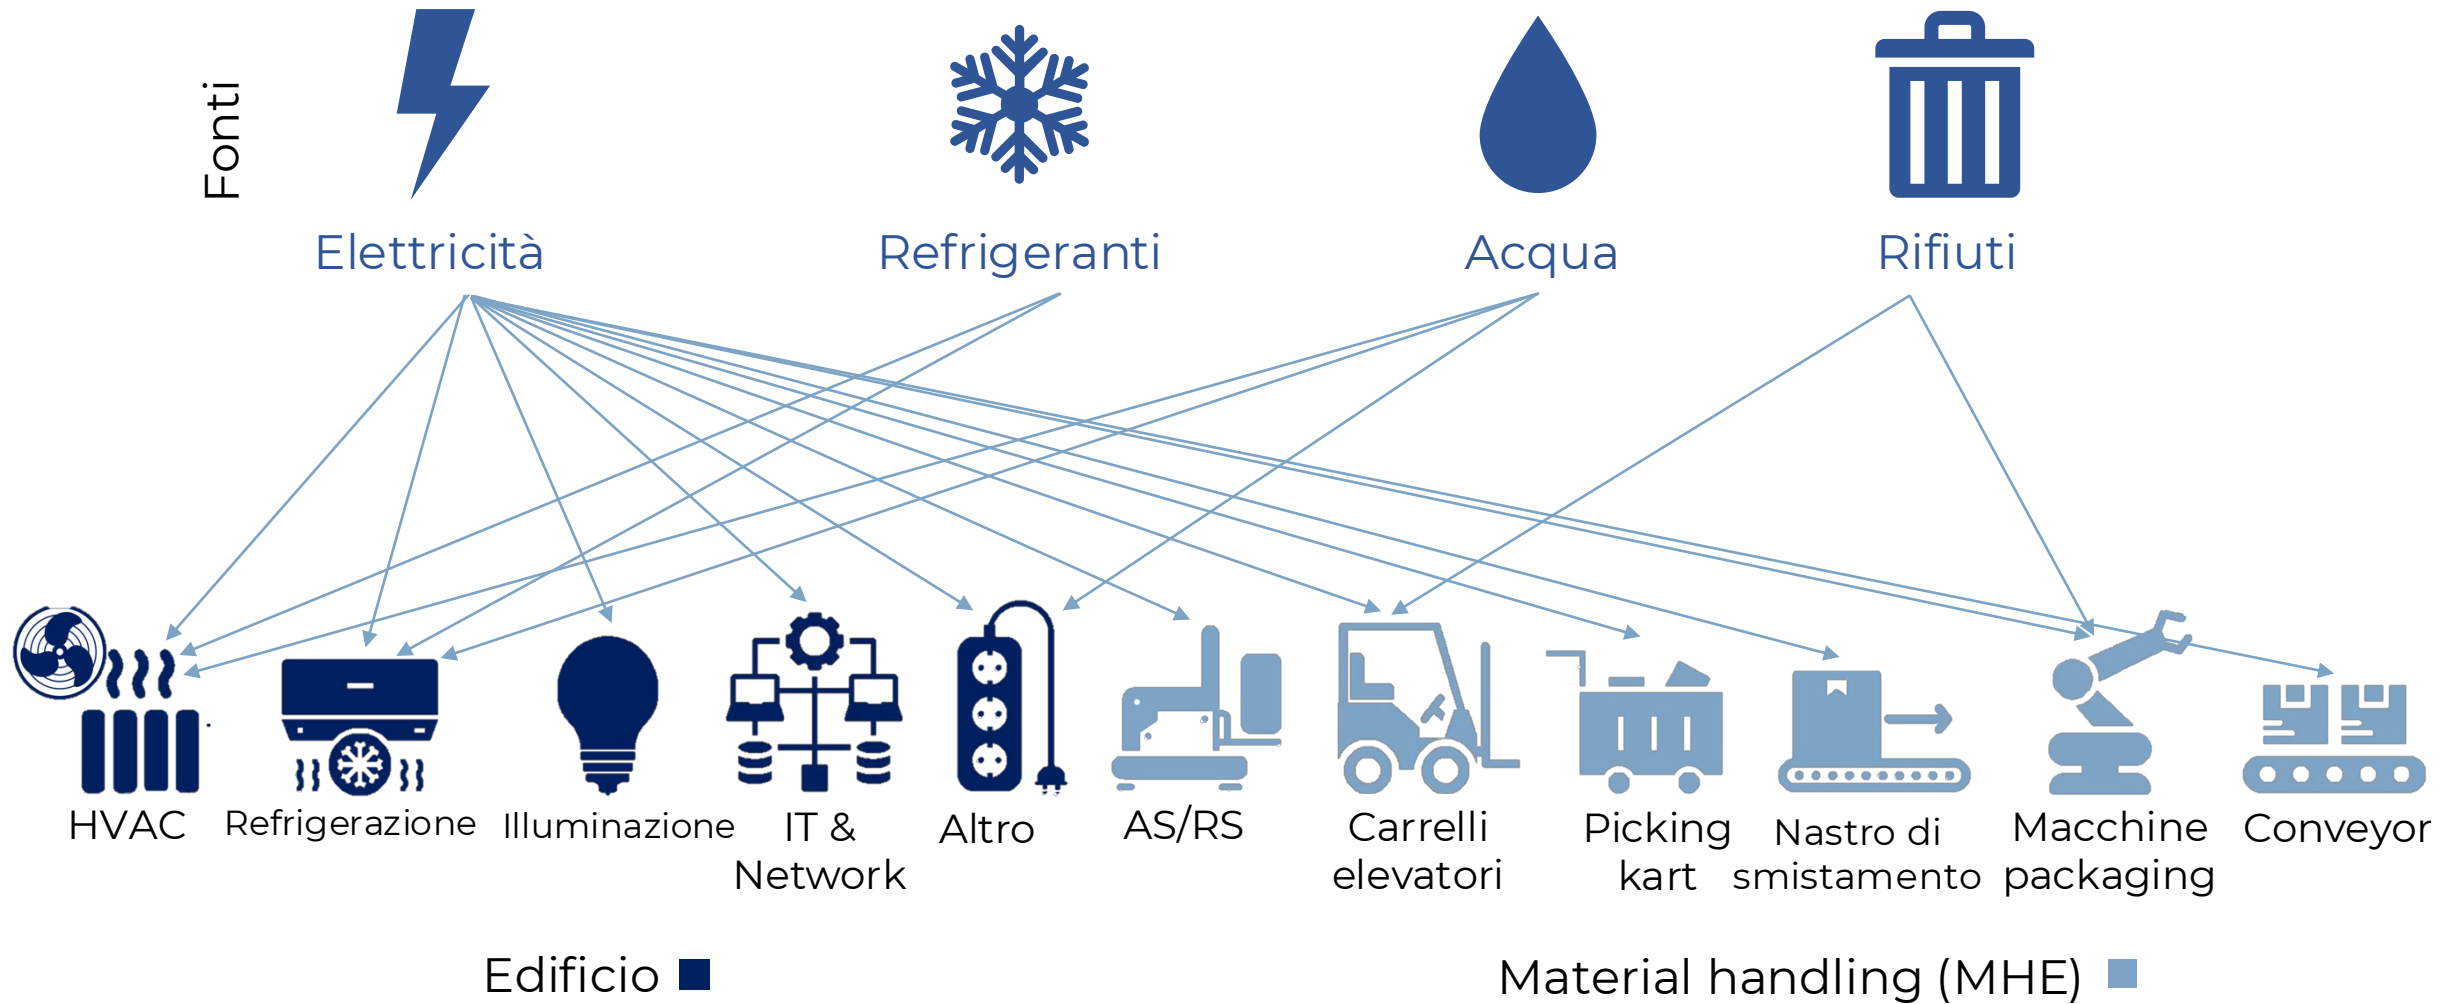 Fonti
Elettricità
Refrigeranti
Acqua
Rifiuti
HVAC
Refrigerazione
Illuminazione
IT &
Network
Altro
AS/RS
Carrelli
elevatori
Picking
kart
Nastro di
smistamento
Macchine
packaging
Conveyor
Edificio
Material handling (MHE)